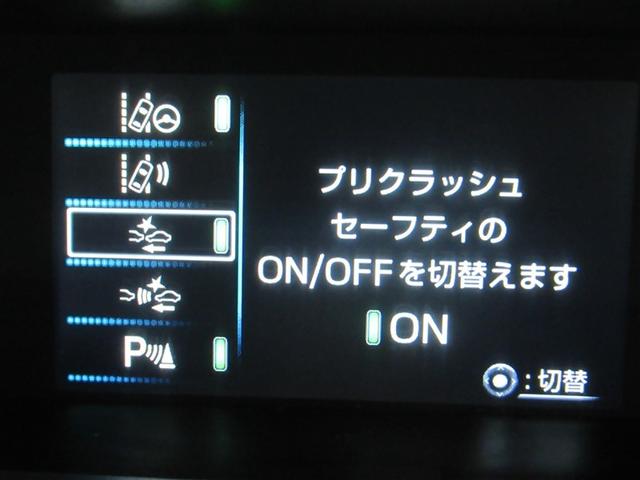 プリクラッシュ
セーフティの
ON/OFFを切替えます
ON
P
:切替